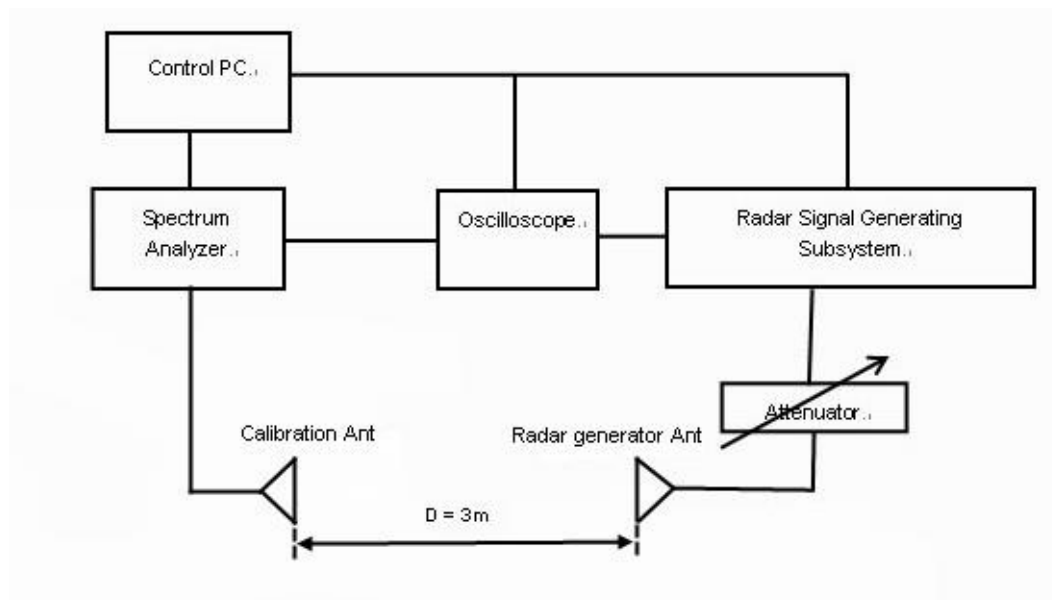 Control PC.
Spectrum
Analyzer.
Oscilloscope.
Radar Signal Generating
Subsystem.
Attenuator.
Calibration Ant
Radar generator Ant
D = 3m